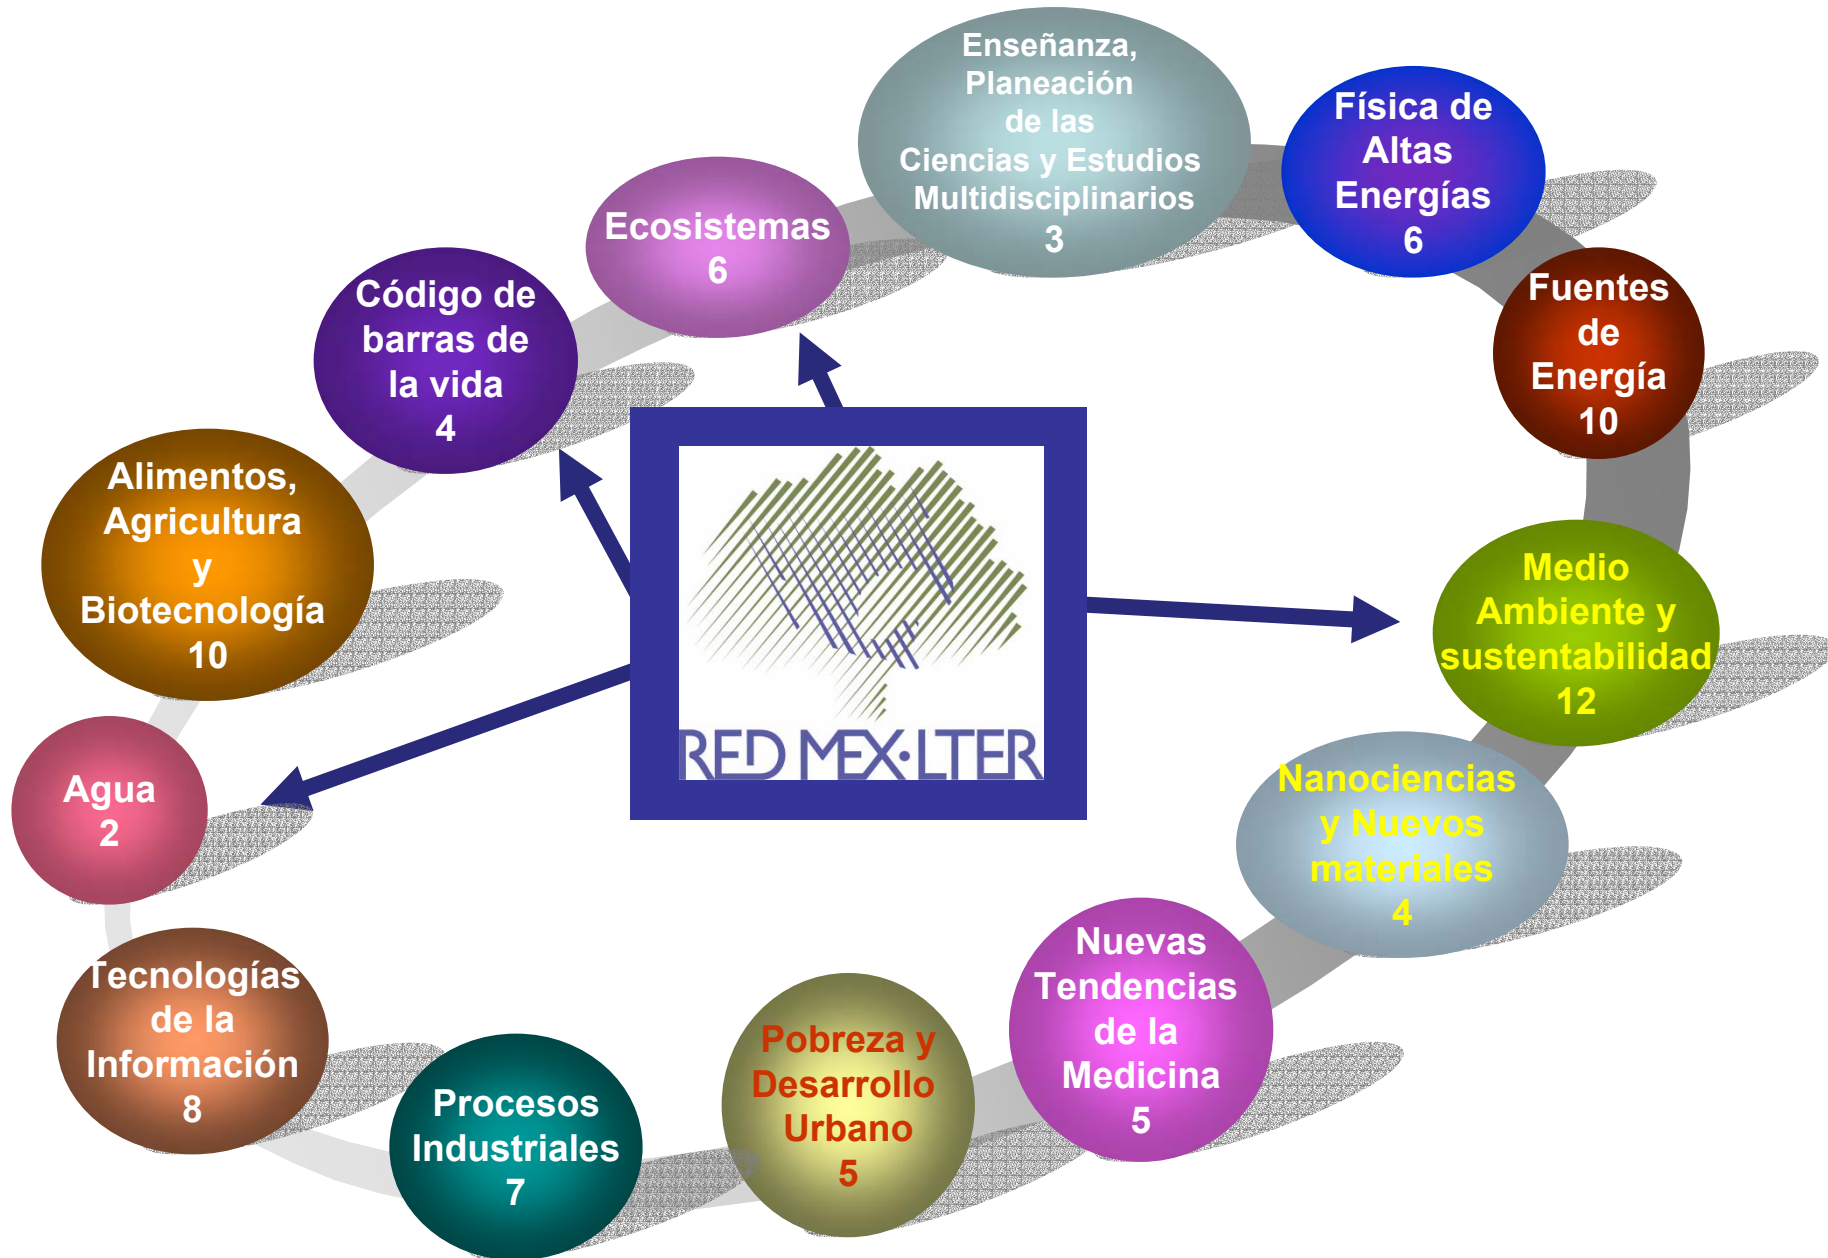 Enseñanza,
Planeación
de las
Ciencias y Estudios
Multidisciplinarios
3
Física de
Altas
Energías
6
Ecosistemas
6
Código de
barras de
la vida
4
Fuentes
de
Energía
10
Alimentos,
Agricultura
y
Biotecnología
10
RED MEX·LTER
Medio
Ambiente y
sustentabilidad
12
Agua
2
Nanociencias
y Nuevos
materiales
4
Tecnologías
de la
Información
8
Procesos
Industriales
7
Pobreza y
Desarrollo
Urbano
5
Nuevas
Tendencias
de la
Medicina
5